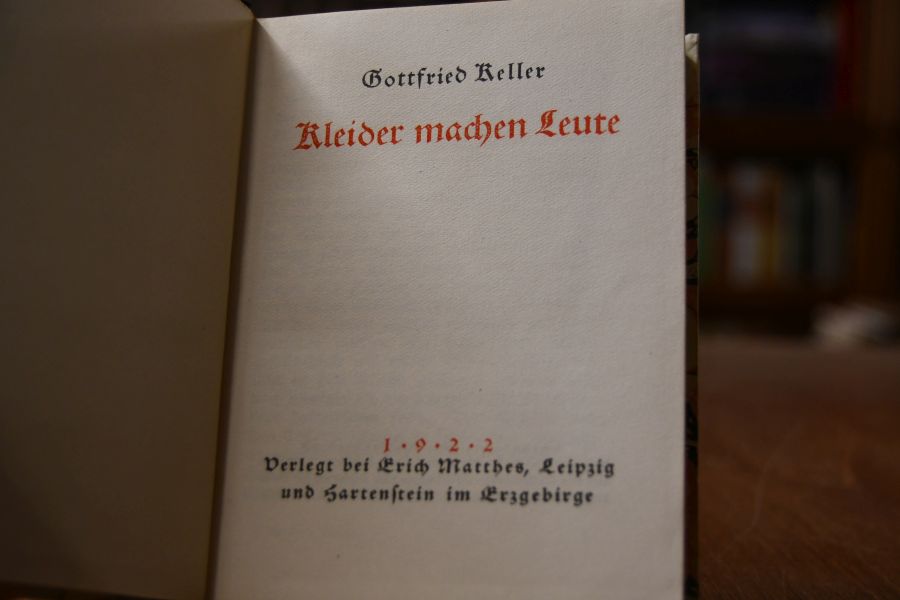 Gottfried Keller
Kleider machen Leute
1 · 9 · 2 · 2
Verlegt bei Erich Matthes, Leipzig
und Hartenſtein im Erzgebirge